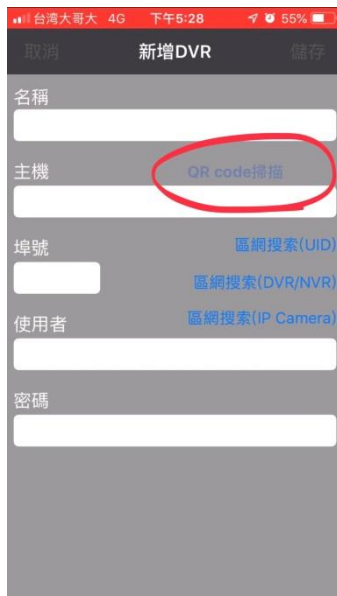 台湾大哥大 4G 下午5:28 55%
取消 新增DVR 儲存
名稱
主機 QR code掃描
埠號 區網搜索(UID)
區網搜索(DVR/NVR)
使用者 區網搜索(IP Camera)
密碼